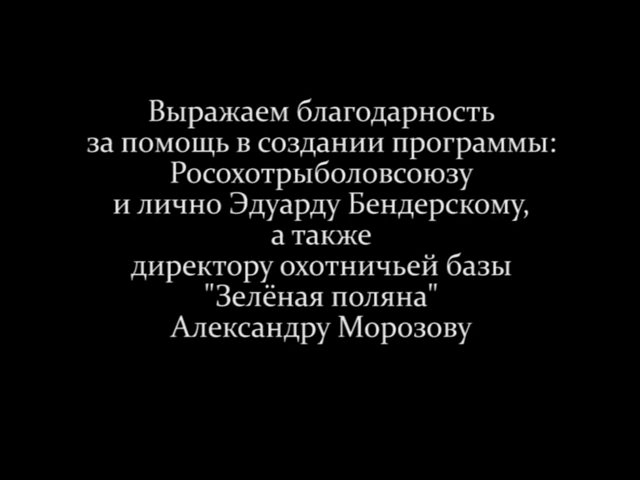 Выражаем благодарность
за помощь в создании программы:
Росохотрыболовсоюзу
и лично Эдуарду Бендерскому,
а также
директору охотничьей базы
"Зелёная поляна"
Александру Морозову